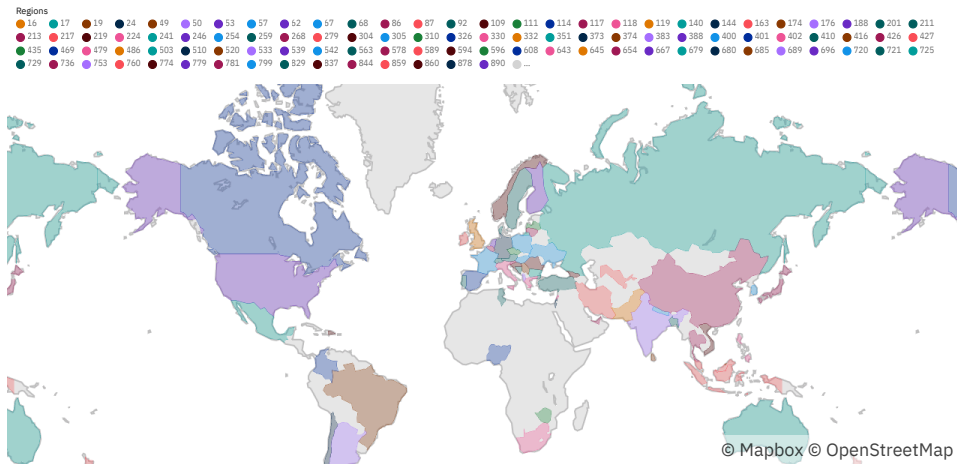 Regions
16 17 19 24 49 50 53 57 62 67 68 86 87 92 109 111 114 117 118 119 120 140 144 163 174 176 188 201 211
213 217 219 224 241 246 254 259 268 279 304 305 310 326 330 332 351 373 374 383 388 400 401 402 410 416 426 427
435 469 479 486 503 510 520 533 539 542 563 578 589 594 596 608 643 645 654 667 679 680 685 689 696 720 721 725
729 736 753 760 774 779 781 799 829 837 844 859 860 878 890 ...
© Mapbox © OpenStreetMap